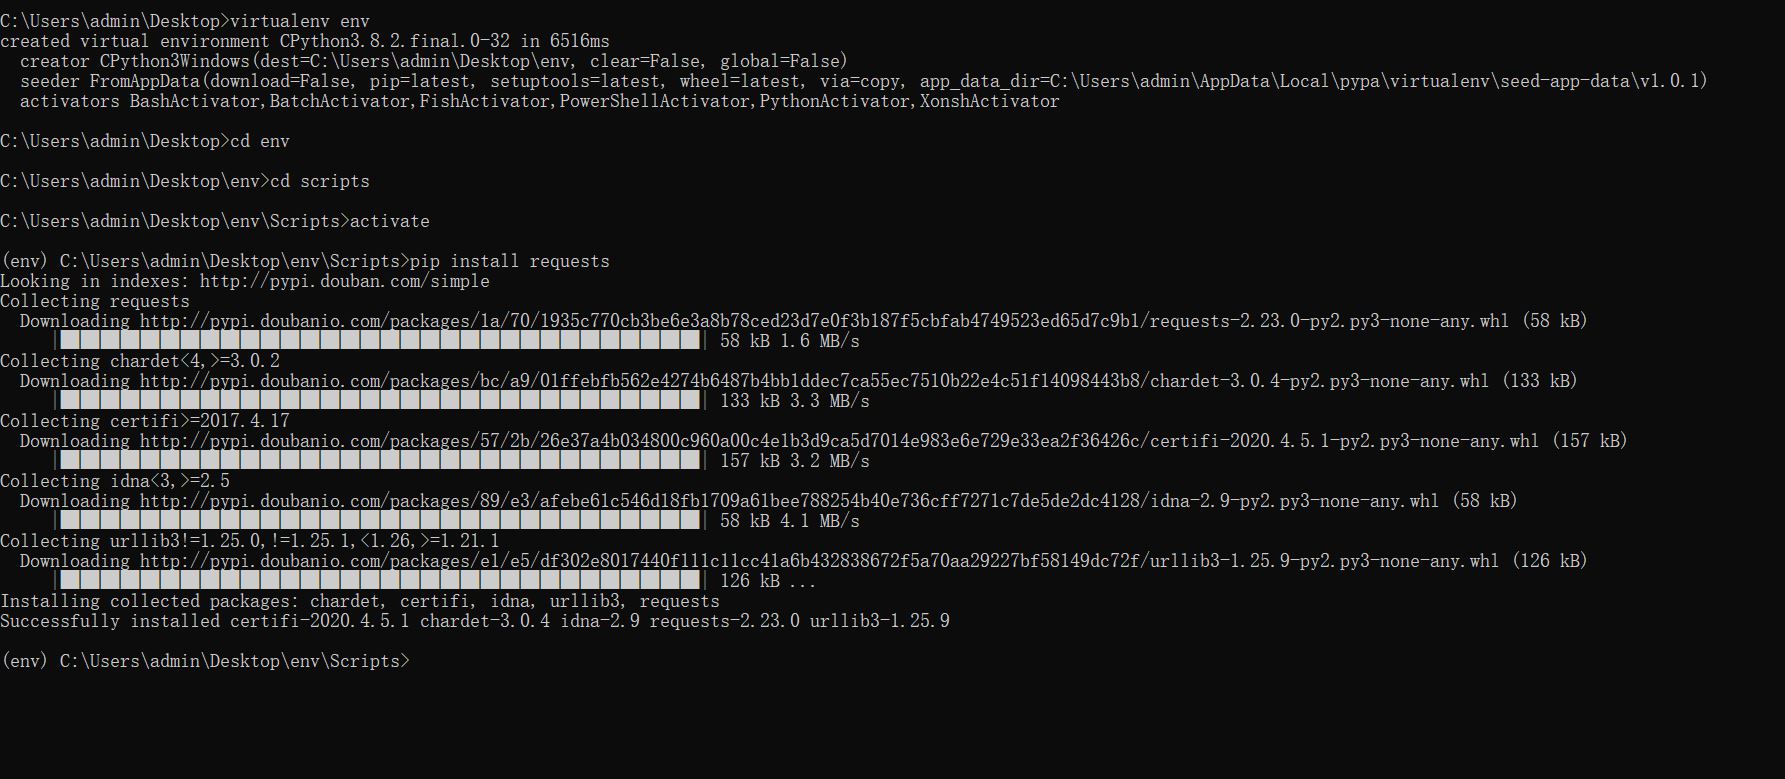 C:\Users\admin\Desktop>virtualenv env
created virtual environment CPython3.8.2.final.0-32 in 6516ms
  creator CPython3Windows(dest=C:\Users\admin\Desktop\env, clear=False, global=False)
  seeder FromAppData(download=False, pip=latest, setuptools=latest, wheel=latest, via=copy, app_data_dir=C:\Users\admin\AppData\Local\pypa\virtualenv\seed-app-data\v1.0.1)
  activators BashActivator,BatchActivator,FishActivator,PowerShellActivator,PythonActivator,XonshActivator
C:\Users\admin\Desktop>cd env
C:\Users\admin\Desktop\env>cd scripts
C:\Users\admin\Desktop\env\Scripts>activate
(env) C:\Users\admin\Desktop\env\Scripts>pip install requests
Looking in indexes: http://pypi.douban.com/simple
Collecting requests
  Downloading http://pypi.doubanio.com/packages/1a/70/1935c770cb3be6e3a8b78ced23d7e0f3b187f5cbfab4749523ed65d7c9b1/requests-2.23.0-py2.py3-none-any.whl (58 kB)
58 kB 1.6 MB/s
Collecting chardet<4,>=3.0.2
  Downloading http://pypi.doubanio.com/packages/bc/a9/01ffebfb562e4274b6487b4bb1ddec7ca55ec7510b22e4c51f14098443b8/chardet-3.0.4-py2.py3-none-any.whl (133 kB)
133 kB 3.3 MB/s
Collecting certifi>=2017.4.17
  Downloading http://pypi.doubanio.com/packages/57/2b/26e37a4b034800c960a00c4e1b3d9ca5d7014e983e6e729e33ea2f36426c/certifi-2020.4.5.1-py2.py3-none-any.whl (157 kB)
157 kB 3.2 MB/s
Collecting idna<3,>=2.5
  Downloading http://pypi.doubanio.com/packages/89/e3/afebe61c546d18fb1709a61bee788254b40e736cff7271c7de5de2dc4128/idna-2.9-py2.py3-none-any.whl (58 kB)
58 kB 4.1 MB/s
Collecting urllib3!=1.25.0,!=1.25.1,<1.26,>=1.21.1
  Downloading http://pypi.doubanio.com/packages/e1/e5/df302e8017440f111c11cc41a6b432838672f5a70aa29227bf58149dc72f/urllib3-1.25.9-py2.py3-none-any.whl (126 kB)
126 kB ...
Installing collected packages: chardet, certifi, idna, urllib3, requests
Successfully installed certifi-2020.4.5.1 chardet-3.0.4 idna-2.9 requests-2.23.0 urllib3-1.25.9
(env) C:\Users\admin\Desktop\env\Scripts>